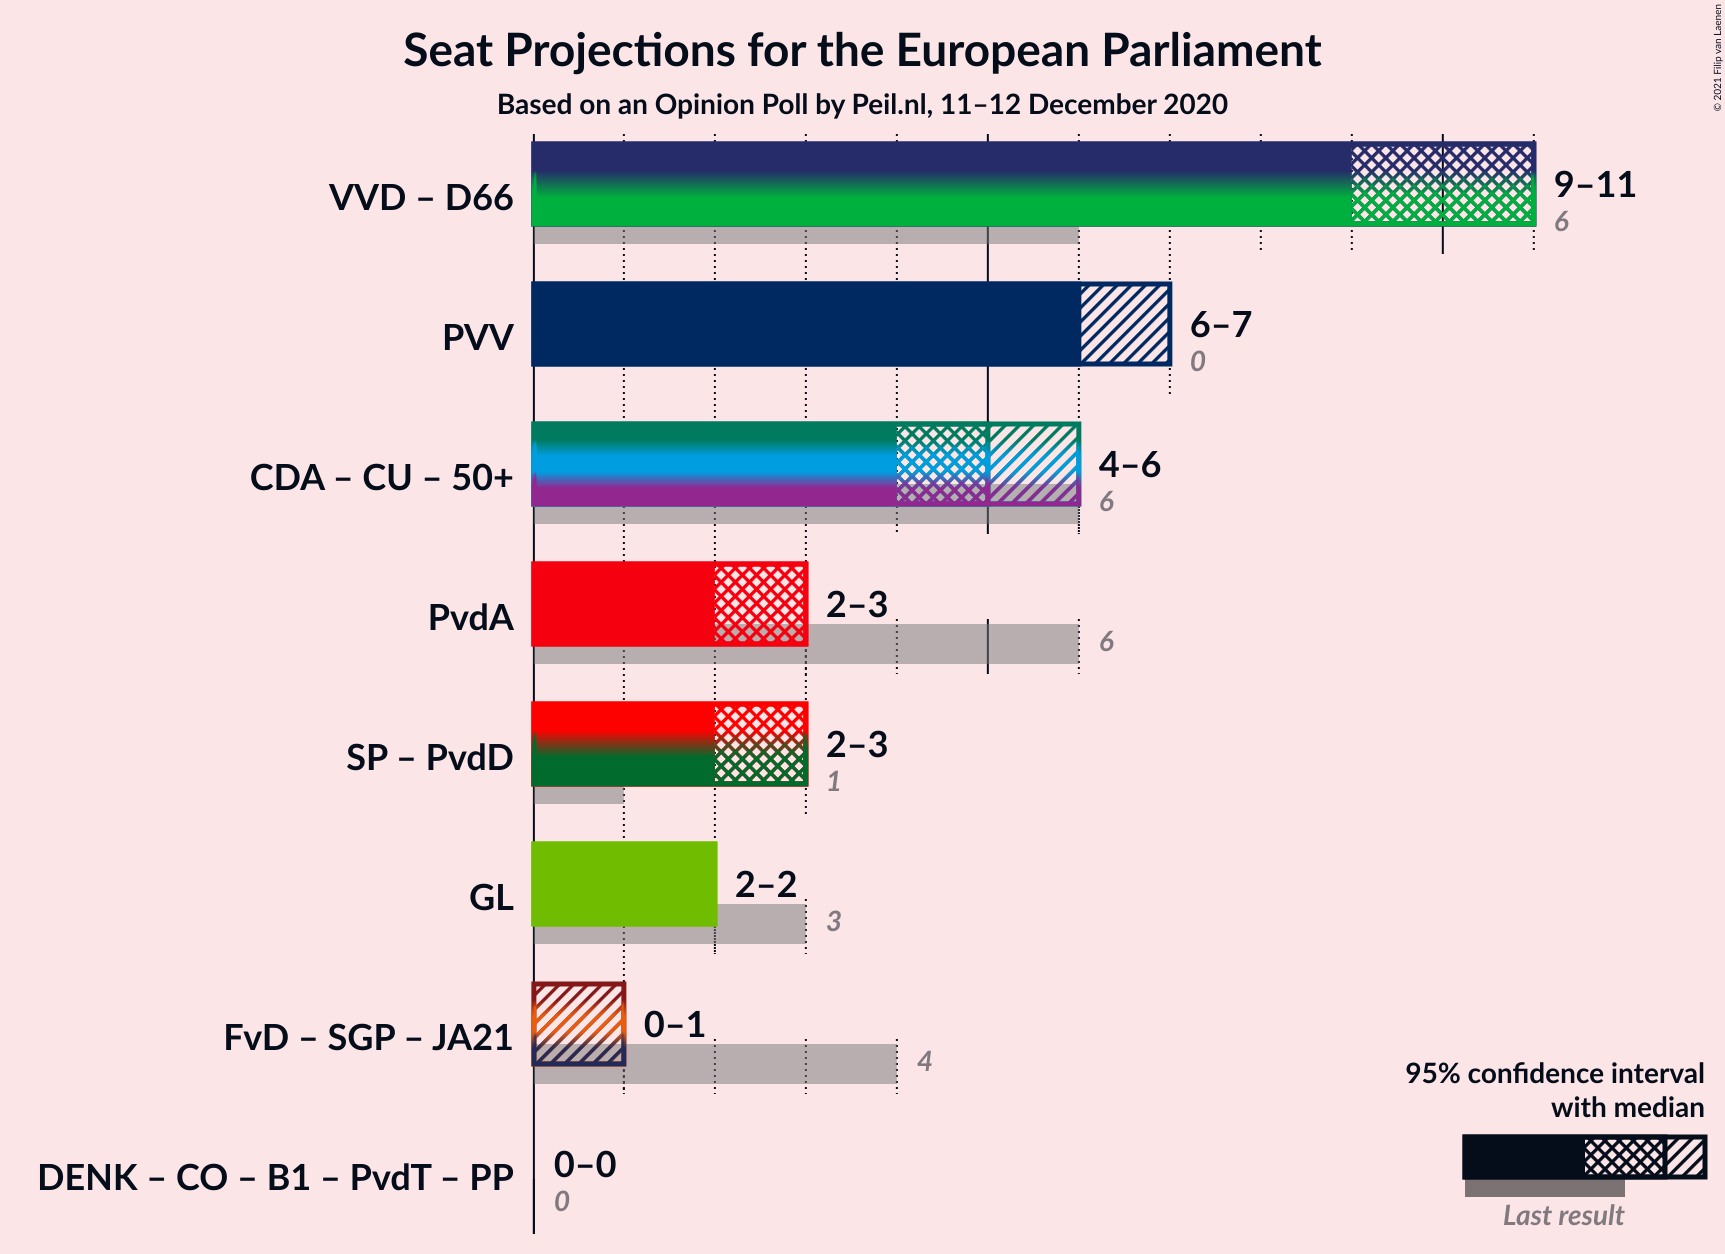 Seat Projections for the European Parliament
Based on an Opinion Poll by Peil.nl, 11–12 December 2020
© 2021 Filip van Laenen
VVD – D66
9–11
6
PVV
6–7
0
CDA – CU – 50+
4–6
6
PvdA
2–3
6
SP – PvdD
2–3
1
GL
2–2
3
FvD – SGP – JA21
0–1
4
DENK – CO – B1 – PvdT – PP
0–0
0
95% confidence interval
with median
Last result